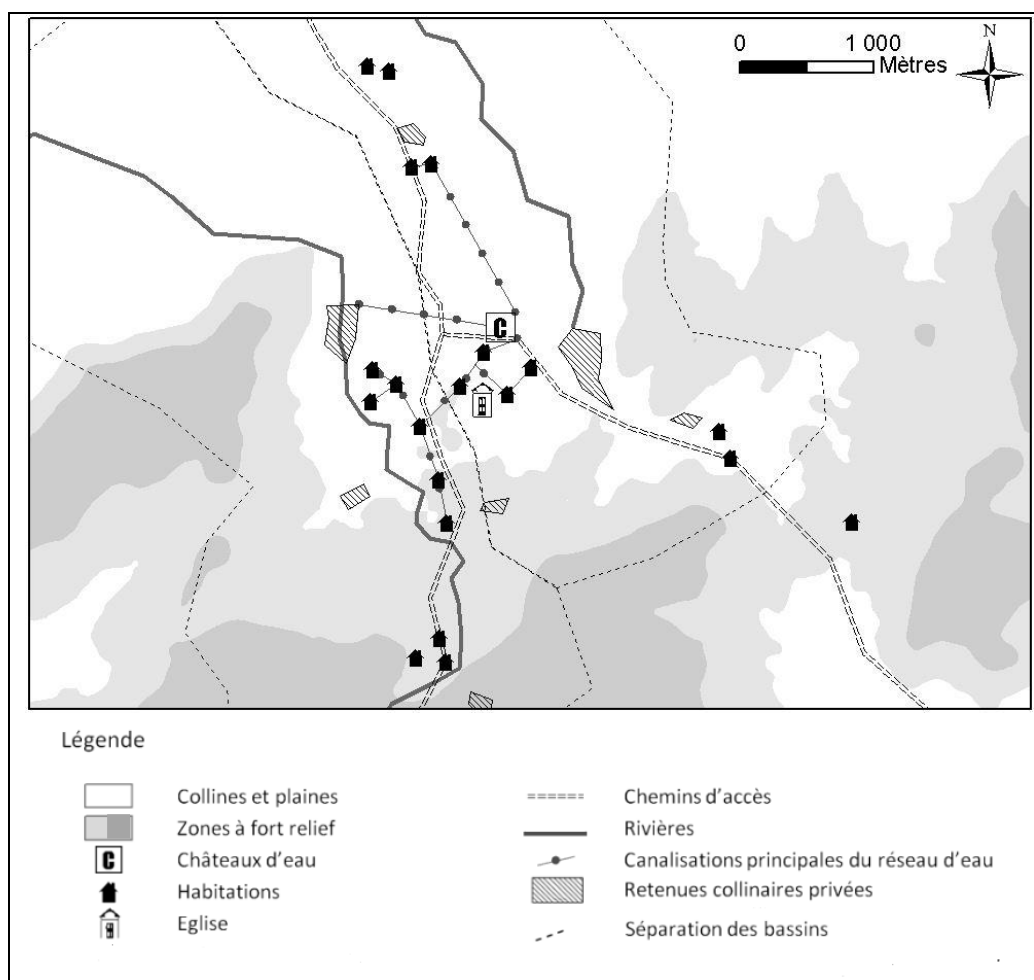 0 1 000
Mètres
N
C
Légende
Collines et plaines
Zones à fort relief
C
Châteaux d'eau
Habitations
Eglise
Chemins d'accès
Rivières
Canalisations principales du réseau d'eau
Retenues collinaires privées
Séparation des bassins